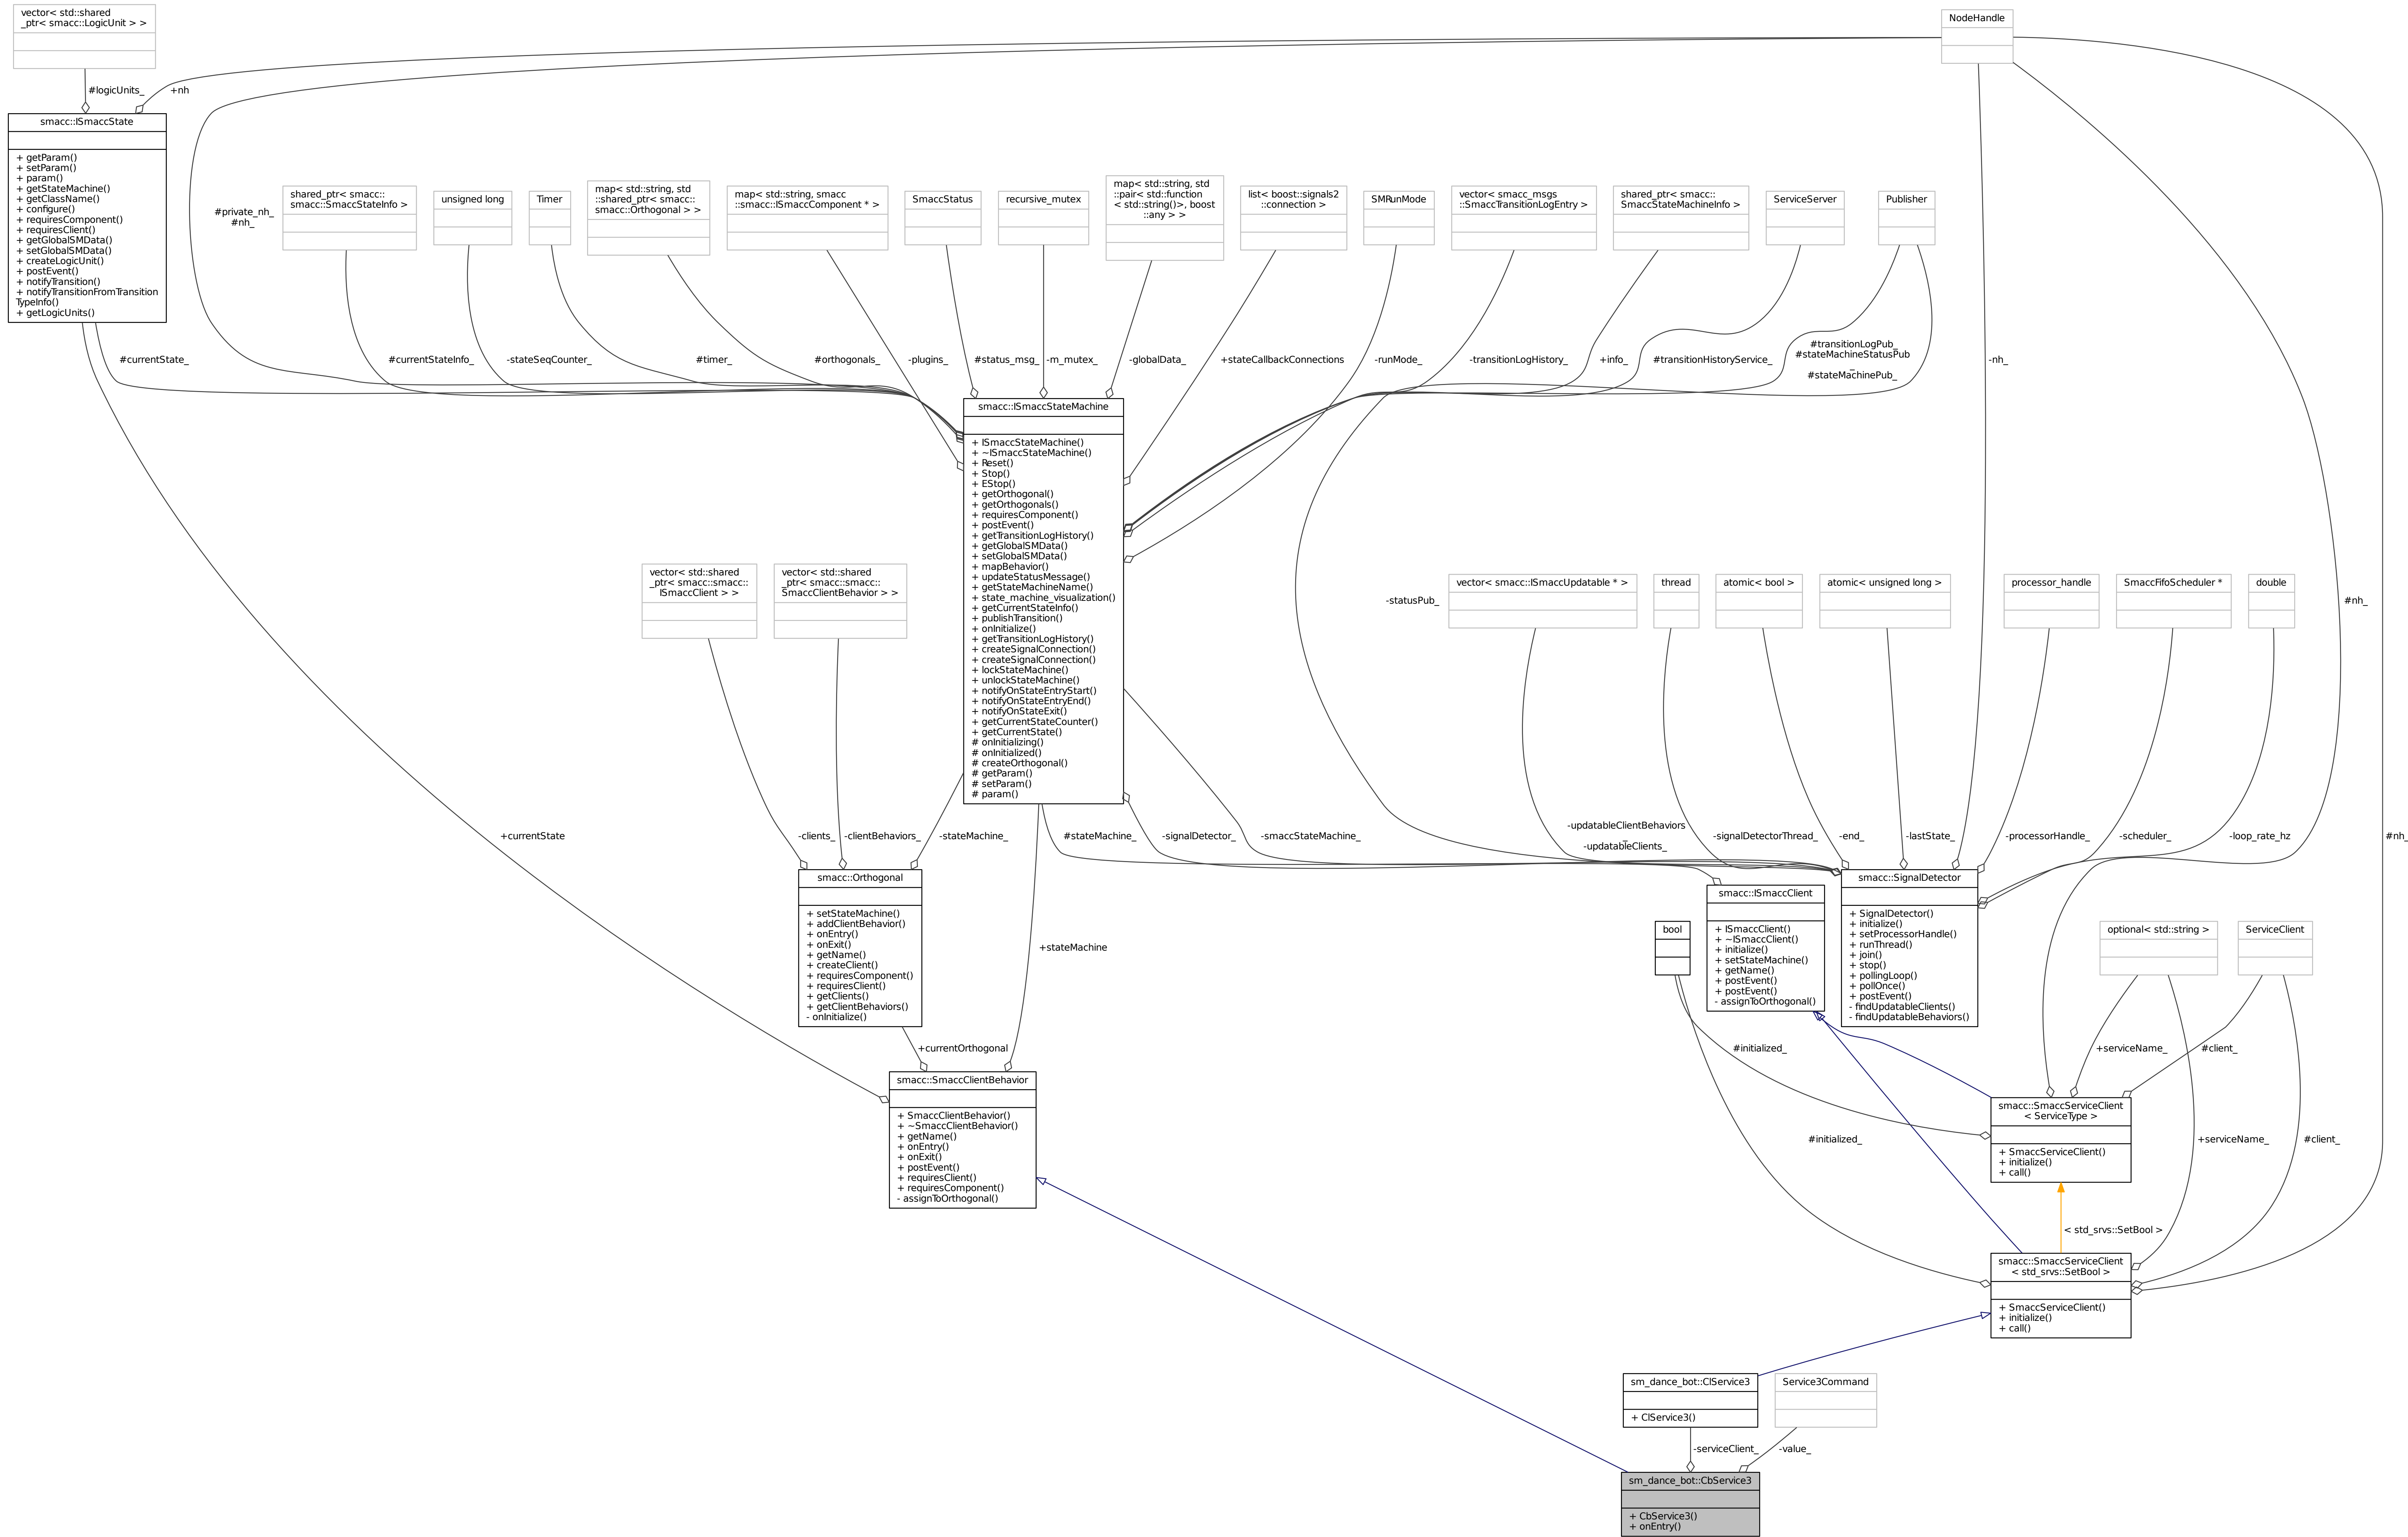 vector< std::shared
_ptr< smacc::LogicUnit > >
NodeHandle
#logicUnits_
+nh
smacc::ISmaccState
+ getParam()
+ setParam()
+ param()
+ getStateMachine()
+ getClassName()
+ configure()
+ requiresComponent()
+ requiresClient()
+ getGlobalSMData()
+ setGlobalSMData()
+ createLogicUnit()
+ postEvent()
+ notifyTransition()
+ notifyTransitionFromTransition
TypeInfo()
+ getLogicUnits()
#private_nh_
#nh_
shared_ptr< smacc::
smacc::SmaccStateInfo >
unsigned long
Timer
map< std::string, std
::shared_ptr< smacc::
smacc::Orthogonal > >
map< std::string, smacc
::smacc::ISmaccComponent * >
SmaccStatus
recursive_mutex
map< std::string, std
::pair< std::function
< std::string()>, boost
::any > >
list< boost::signals2
::connection >
SMRunMode
vector< smacc_msgs
::SmaccTransitionLogEntry >
shared_ptr< smacc::
smacc::SmaccStateMachineInfo >
ServiceServer
Publisher
#currentState_
#currentStateInfo_
-stateSeqCounter_
#timer_
#orthogonals_
-plugins_
#status_msg_
-m_mutex_
-globalData_
+stateCallbackConnections
-runMode_
-transitionLogHistory_
+info_
#transitionHistoryService_
#transitionLogPub_
#stateMachineStatusPub
_
#stateMachinePub_
-nh_
smacc::ISmaccStateMachine
+ ISmaccStateMachine()
+ ~ISmaccStateMachine()
+ Reset()
+ Stop()
+ EStop()
+ getOrthogonal()
+ getOrthogonals()
+ requiresComponent()
+ postEvent()
+ getTransitionLogHistory()
+ getGlobalSMData()
+ setGlobalSMData()
+ mapBehavior()
+ updateStatusMessage()
+ getStateMachineName()
+ state_machine_visualization()
+ getCurrentStateInfo()
+ publishTransition()
+ onInitialize()
+ getTransitionLogHistory()
+ createSignalConnection()
+ createSignalConnection()
+ lockStateMachine()
+ unlockStateMachine()
+ notifyOnStateEntryStart()
+ notifyOnStateEntryEnd()
+ notifyOnStateExit()
+ getCurrentStateCounter()
+ getCurrentState()
# onInitializing()
# onInitialized()
# createOrthogonal()
# getParam()
# setParam()
# param()
vector< std::shared
_ptr< smacc::smacc::
ISmaccClient > >
vector< std::shared
_ptr< smacc::smacc::
SmaccClientBehavior > >
-statusPub_
vector< smacc::ISmaccUpdatable * >
thread
atomic< bool >
atomic< unsigned long >
processor_handle
SmaccFifoScheduler *
double
#nh_
+currentState
-clients_
-clientBehaviors_
-stateMachine_
#stateMachine_
-signalDetector_
-smaccStateMachine_
-updatableClientBehaviors
_
-updatableClients_
-signalDetectorThread_
-end_
-lastState_
-processorHandle_
-scheduler_
-loop_rate_hz
#nh_
smacc::Orthogonal
+ setStateMachine()
+ addClientBehavior()
+ onEntry()
+ onExit()
+ getName()
+ createClient()
+ requiresComponent()
+ requiresClient()
+ getClients()
+ getClientBehaviors()
- onInitialize()
+stateMachine
bool
smacc::ISmaccClient
+ ISmaccClient()
+ ~ISmaccClient()
+ initialize()
+ setStateMachine()
+ getName()
+ postEvent()
+ postEvent()
- assignToOrthogonal()
smacc::SignalDetector
+ SignalDetector()
+ initialize()
+ setProcessorHandle()
+ runThread()
+ join()
+ stop()
+ pollingLoop()
+ pollOnce()
+ postEvent()
- findUpdatableClients()
- findUpdatableBehaviors()
optional< std::string >
ServiceClient
+currentOrthogonal
#initialized_
+serviceName_
#client_
smacc::SmaccClientBehavior
+ SmaccClientBehavior()
+ ~SmaccClientBehavior()
+ getName()
+ onEntry()
+ onExit()
+ postEvent()
+ requiresClient()
+ requiresComponent()
- assignToOrthogonal()
smacc::SmaccServiceClient
< ServiceType >
+ SmaccServiceClient()
+ initialize()
+ call()
#initialized_
+serviceName_
#client_
< std_srvs::SetBool >
smacc::SmaccServiceClient
< std_srvs::SetBool >
+ SmaccServiceClient()
+ initialize()
+ call()
sm_dance_bot::ClService3
+ ClService3()
Service3Command
-serviceClient_
-value_
sm_dance_bot::CbService3
+ CbService3()
+ onEntry()